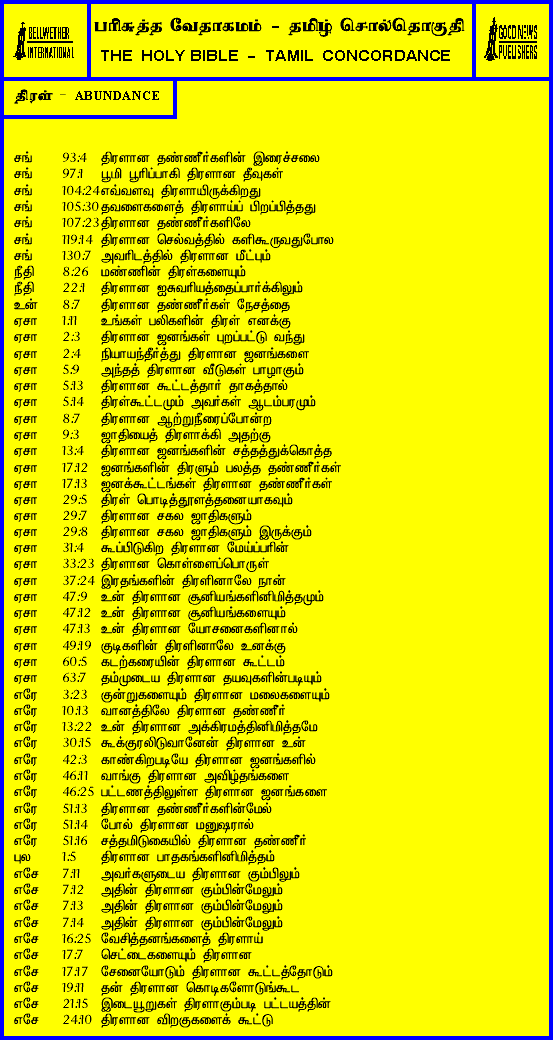 BELLWETHER
INTERNATIONAL
பரிசுத்த வேதாகமம் - தமிழ் சொல்தொகுதி
THE HOLY BIBLE - TAMIL CONCORDANCE
GOOD NEWS
PUBLISHERS
திரள் - ABUNDANCE
சங் 93:4 திரளான தண்ணீர்களின் இரைச்சலை
சங் 97:1 பூமி பூரிப்பாகி திரளான தீவுகள்
சங் 104:24 எவ்வளவு திரளாயிருக்கிறது
சங் 105:30 தவளைகளைத் திரளாய்ப் பிறப்பித்தது
சங் 107:23 திரளான தண்ணீர்களிலே
சங் 119:14 திரளான செல்வத்தில் களிகூருவதுபோல
சங் 130:7 அவரிடத்தில் திரளான மீட்பும்
நீதி 8:26 மண்ணின் திரள்களையும்
நீதி 22:1 திரளான ஐசுவரியத்தைப்பார்க்கிலும்
உன் 8:7 திரளான தண்ணீர்கள் நேசத்தை
ஏசா 1:11 உங்கள் பலிகளின் திரள் எனக்கு
ஏசா 2:3 திரளான ஜனங்கள் புறப்பட்டு வந்து
ஏசா 2:4 நியாயந்தீர்த்து திரளான ஜனங்களை
ஏசா 5:9 அந்தத் திரளான வீடுகள் பாழாகும்
ஏசா 5:13 திரளான கூட்டத்தார் தாகத்தால்
ஏசா 5:14 திரள்கூட்டமும் அவர்கள் ஆடம்பரமும்
ஏசா 8:7 திரளான ஆற்றுநீரைப்போன்ற
ஏசா 9:3 ஜாதியைத் திரளாக்கி அதற்கு
ஏசா 13:4 திரளான ஜனங்களின் சத்தத்துக்கொத்த
ஏசா 17:12 ஜனங்களின் திரளும் பலத்த தண்ணீர்கள்
ஏசா 17:13 ஜனக்கூட்டங்கள் திரளான தண்ணீர்கள்
ஏசா 29:5 திரள் பொடித்தூளத்தனையாகவும்
ஏசா 29:7 திரளான சகல ஜாதிகளும்
ஏசா 29:8 திரளான சகல ஜாதிகளும் இருக்கும்
ஏசா 31:4 கூப்பிடுகிற திரளான மேய்ப்பரின்
ஏசா 33:23 திரளான கொள்ளைப்பொருள்
ஏசா 37:24 இரதங்களின் திரளினாலே நான்
ஏசா 47:9 உன் திரளான சூனியங்களினிமித்தமும்
ஏசா 47:12 உன் திரளான சூனியங்களையும்
ஏசா 47:13 உன் திரளான யோசனைகளினால்
ஏசா 49:19 குடிகளின் திரளினாலே உனக்கு
ஏசா 60:5 கடற்கரையின் திரளான கூட்டம்
ஏசா 63:7 தம்முடைய திரளான தயவுகளின்படியும்
எரே 3:23 குன்றுகளையும் திரளான மலைகளையும்
எரே 10:13 வானத்திலே திரளான தண்ணீர்
எரே 13:22 உன் திரளான அக்கிரமத்தினிமித்தமே
எரே 30:15 கூக்குரலிடுவானேன் திரளான உன்
எரே 42:3 காண்கிறபடியே திரளான ஜனங்களில்
எரே 46:11 வாங்கு திரளான அவிழ்தங்களை
எரே 46:25 பட்டணத்திலுள்ள திரளான ஜனங்களை
எரே 51:13 திரளான தண்ணீர்களின்மேல்
எரே 51:14 போல் திரளான மனுஷரால்
எரே 51:16 சத்தமிடுகையில் திரளான தண்ணீர்
புல 1:5 திரளான பாதகங்களினிமித்தம்
எசே 7:11 அவர்களுடைய திரளான கும்பிலும்
எசே 7:12 அதின் திரளான கும்பின்மேலும்
எசே 7:13 அதின் திரளான கும்பின்மேலும்
எசே 7:14 அதின் திரளான கும்பின்மேலும்
எசே 16:25 வேசித்தனங்களைத் திரளாய்
எசே 17:7 செட்டைகளையும் திரளான
எசே 17:17 சேனையோடும் திரளான கூட்டத்தோடும்
எசே 19:11 தன் திரளான கொடிகளோடுங்கூட
எசே 21:15 இடையூறுகள் திரளாகும்படி பட்டயத்தின்
எசே 24:10 திரளான விறகுகளைக் கூட்டு